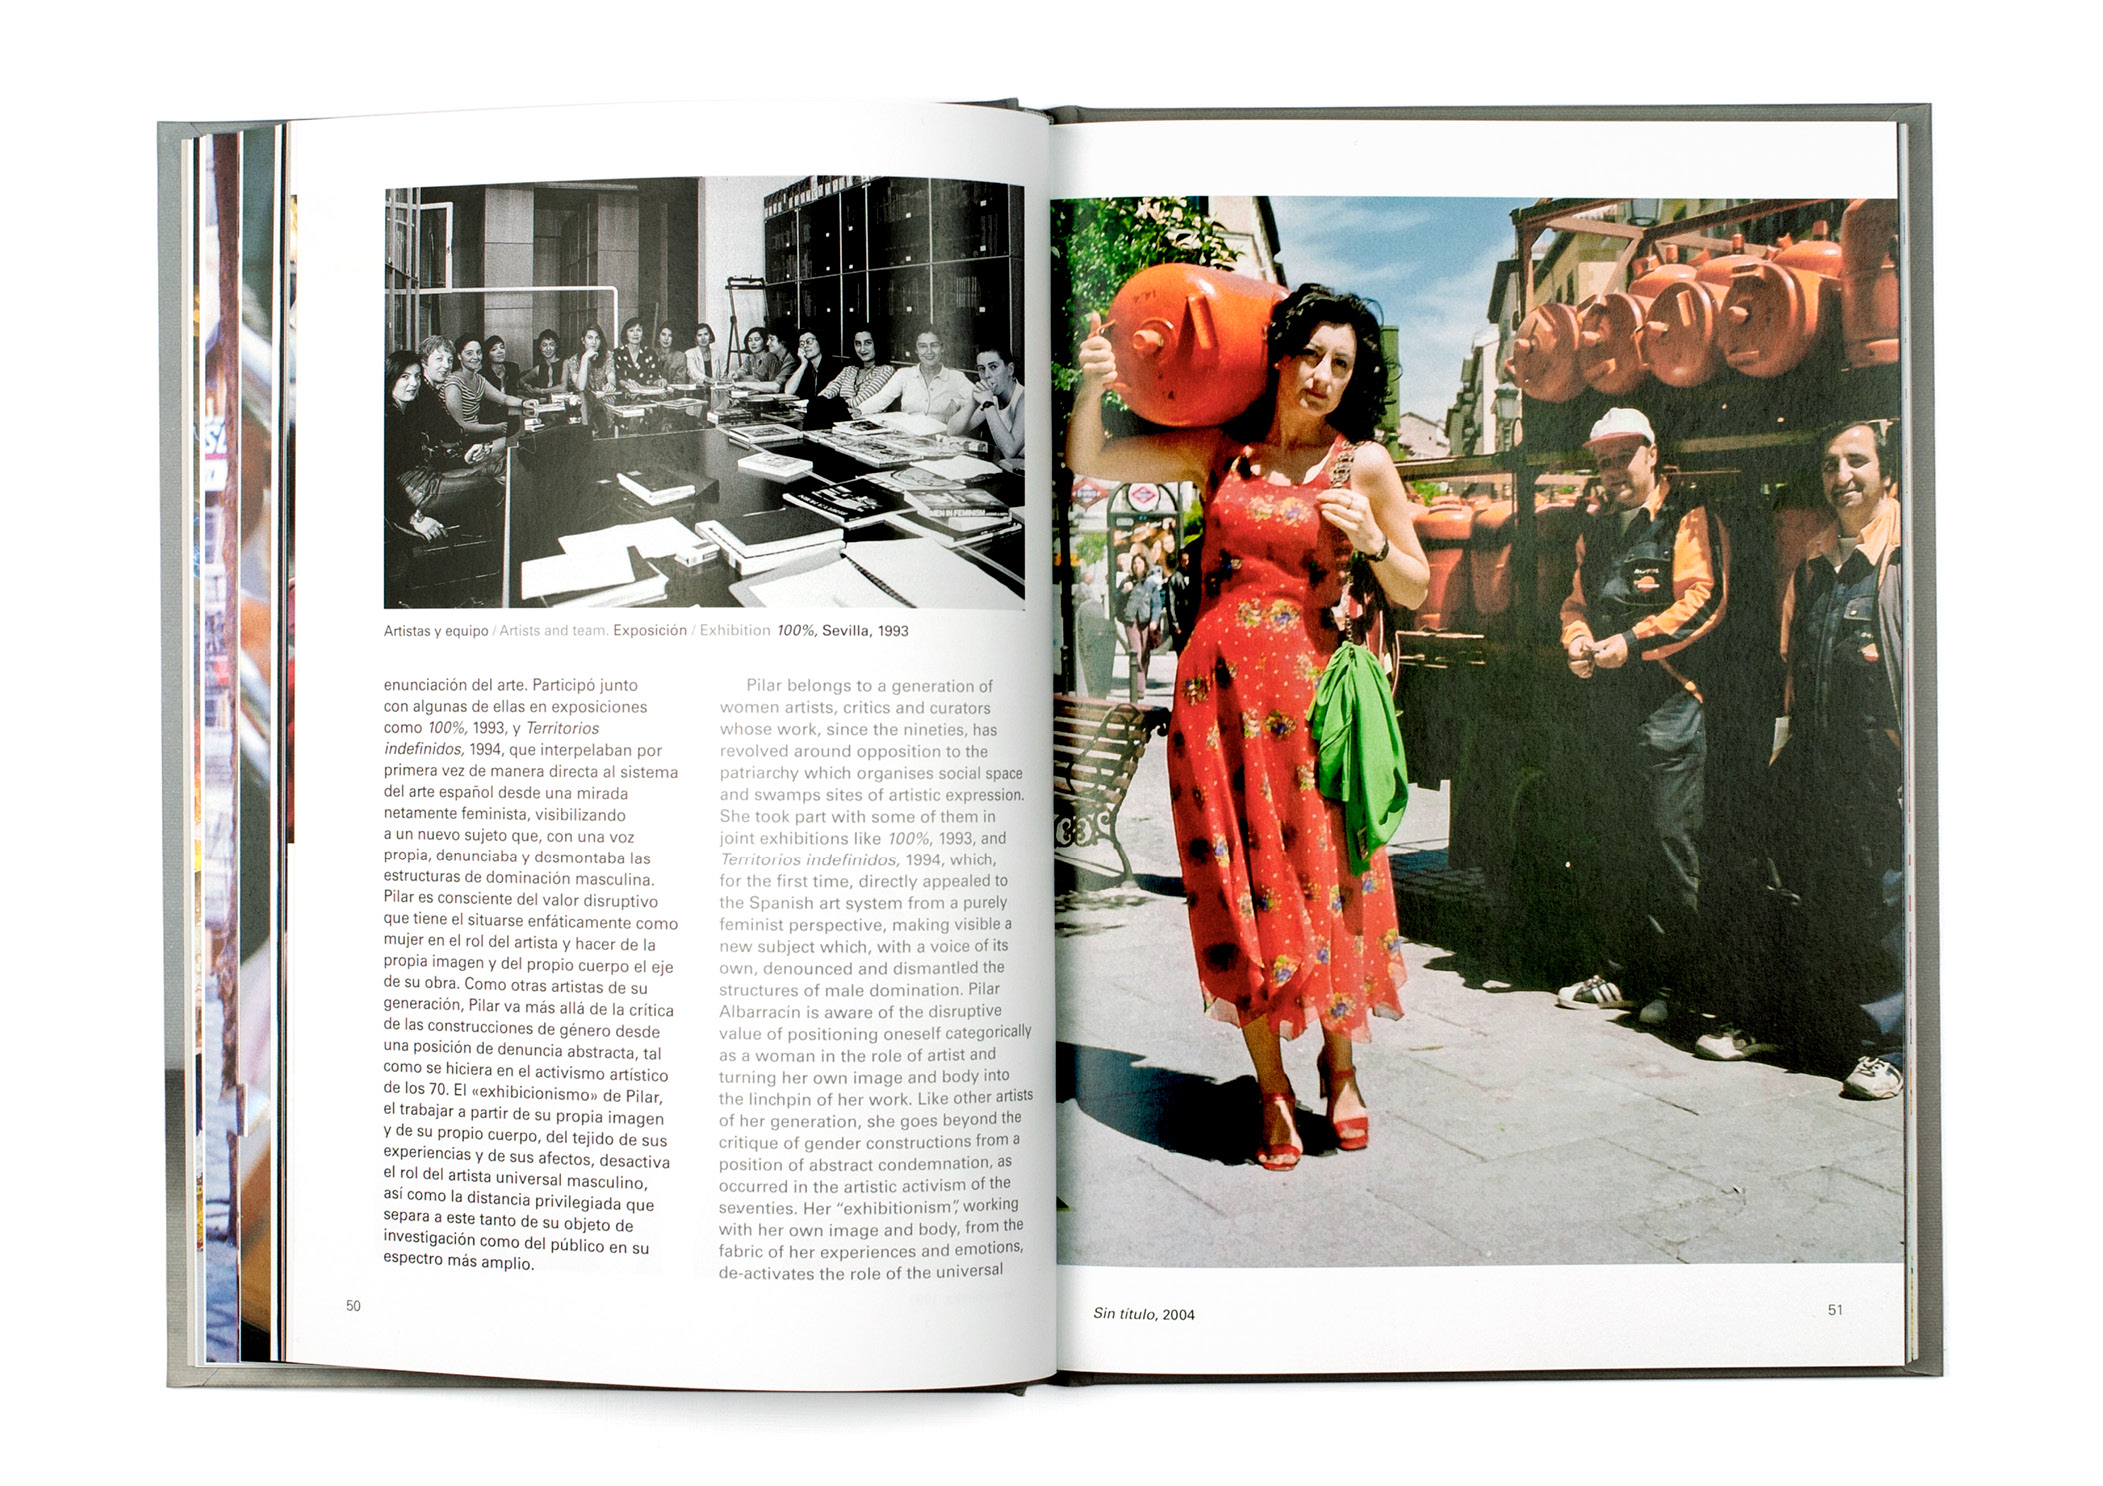 Artistas y equipo / Artists and team. Exposición / Exhibition 100%, Sevilla, 1993
enunciación del arte. Participó junto
con algunas de ellas en exposiciones
como 100%, 1993, y Territorios
indefinidos, 1994, que interpelaban por
primera vez de manera directa al sistema
del arte español desde una mirada
netamente feminista, visibilizando
a un nuevo sujeto que, con una voz
propia, denunciaba y desmontaba las
estructuras de dominación masculina.
Pilar es consciente del valor disruptivo
que tiene el situarse enfáticamente como
mujer en el rol del artista y hacer de la
propia imagen y del propio cuerpo el eje
de su obra. Como otras artistas de su
generación, Pilar va más allá de la crítica
de las construcciones de género desde
una posición de denuncia abstracta, tal
como se hiciera en el activismo artístico
de los 70. El «exhibicionismo» de Pilar,
el trabajar a partir de su propia imagen
y de su propio cuerpo, del tejido de sus
experiencias y de sus afectos, desactiva
el rol del artista universal masculino,
así como la distancia privilegiada que
separa a este tanto de su objeto de
investigación como del público en su
espectro más amplio.
Pilar belongs to a generation of
women artists, critics and curators
whose work, since the nineties, has
revolved around opposition to the
patriarchy which organises social space
and swamps sites of artistic expression.
She took part with some of them in
joint exhibitions like 100%, 1993, and
Territorios indefinidos, 1994, which,
for the first time, directly appealed to
the Spanish art system from a purely
feminist perspective, making visible a
new subject which, with a voice of its
own, denounced and dismantled the
structures of male domination. Pilar
Albarracín is aware of the disruptive
value of positioning oneself categorically
as a woman in the role of artist and
turning her own image and body into
the linchpin of her work. Like other artists
of her generation, she goes beyond the
critique of gender constructions from a
position of abstract condemnation, as
occurred in the artistic activism of the
seventies. Her “exhibitionism”, working
with her own image and body, from the
fabric of her experiences and emotions,
de-activates the role of the universal
50
MEN IN FEMINISM
Sin título, 2004
51